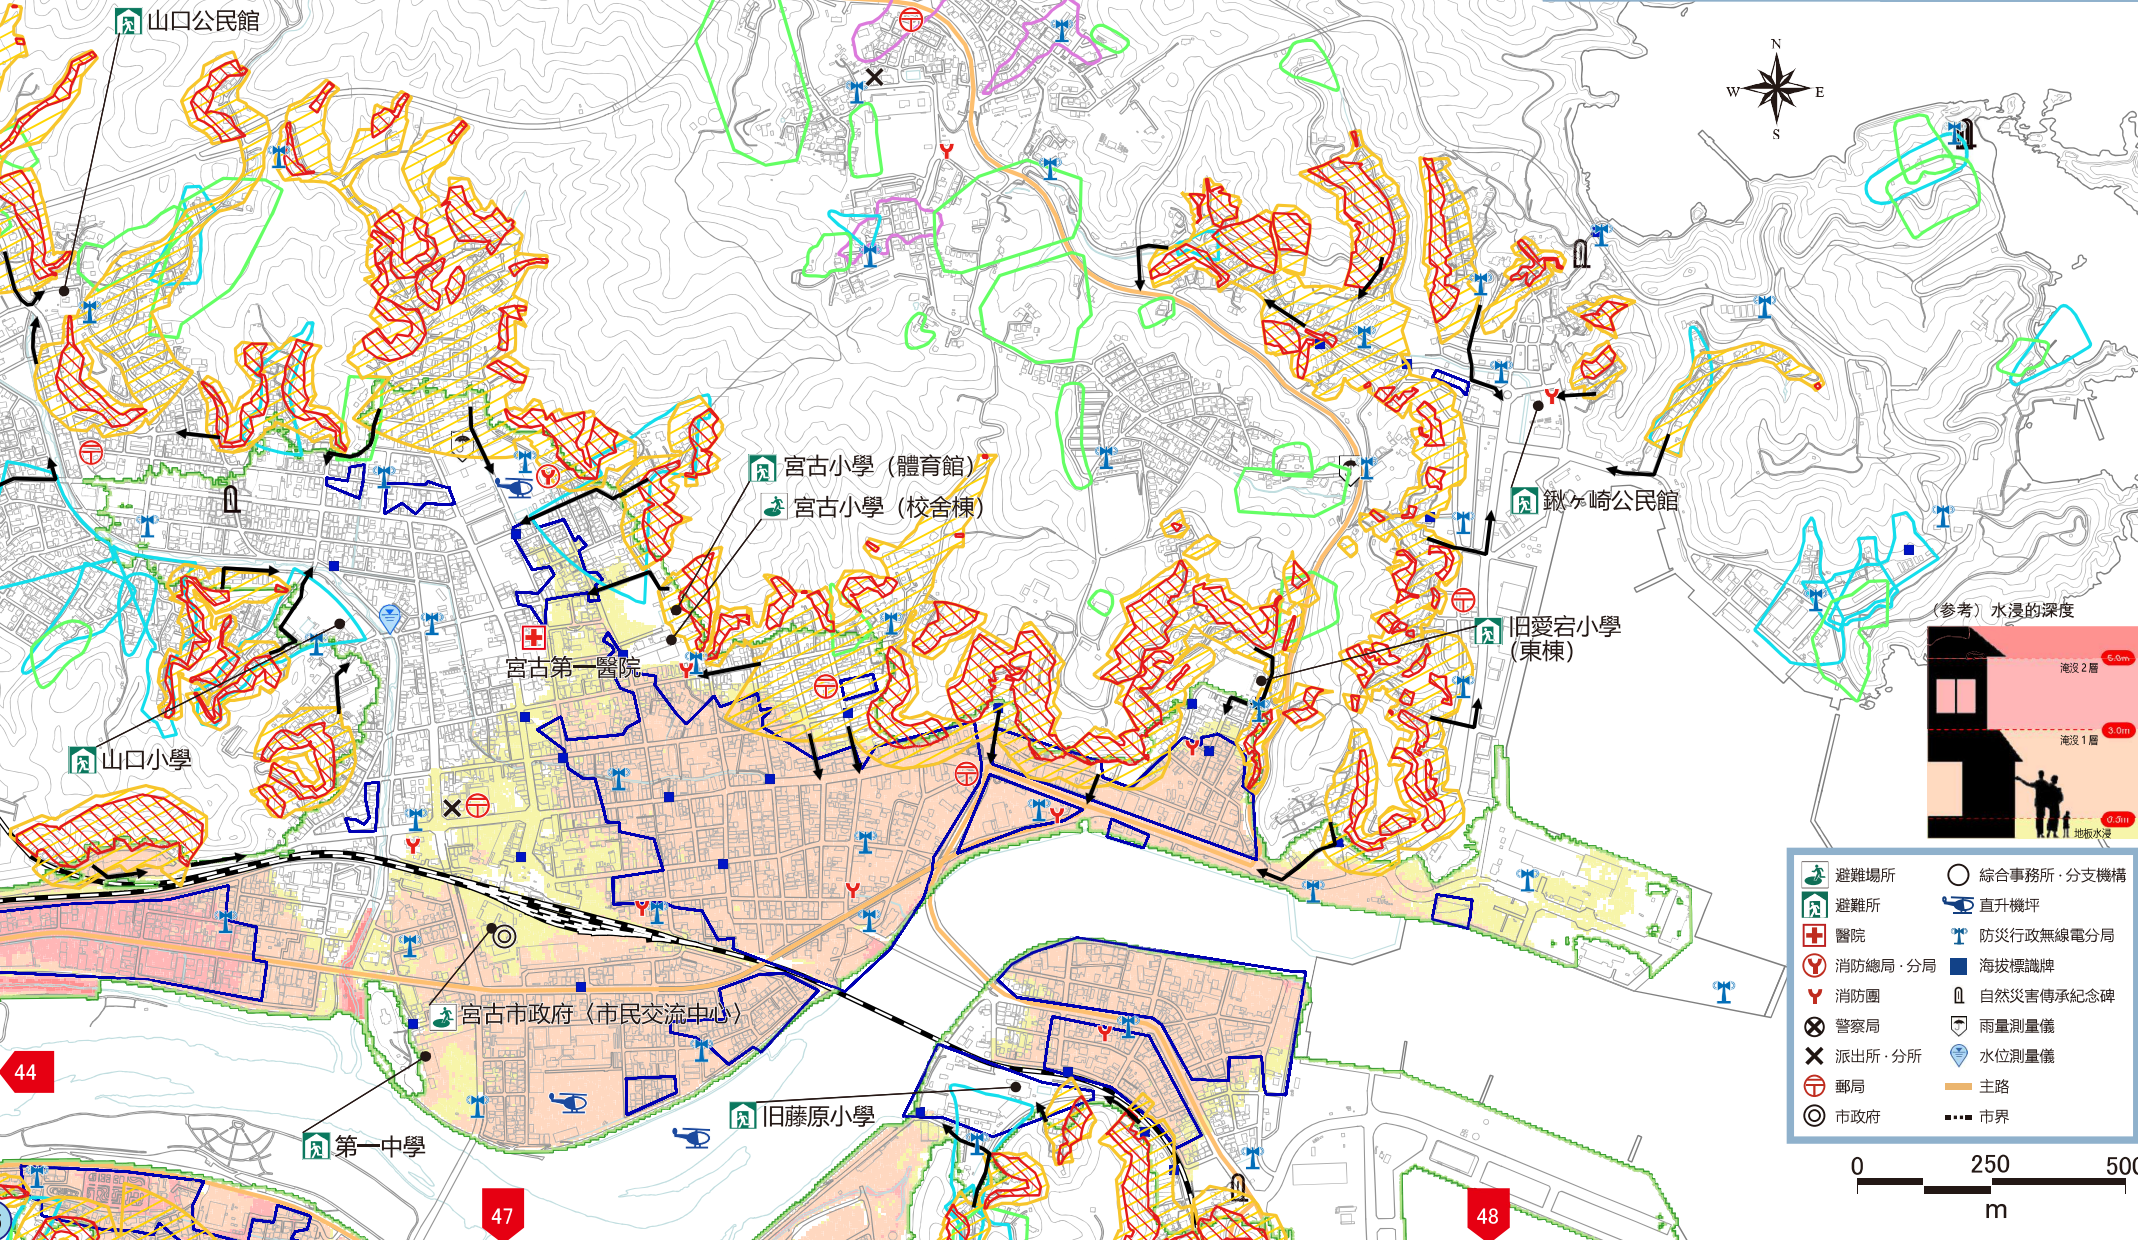 山口公民館
N
W
E
S
宮古小學（體育館）
宮古小學（校舍棟）
鍬ヶ崎公民館
宮古第一醫院
旧愛宕小學
（東棟）
山口小學
宮古市政府〈市民交流中心〉
第一中學
旧藤原小學
44
47
48
（参考）水浸的深度
5.0m
淹沒2層
3.0m
淹沒1層
0.5m
地板水浸
避難場所
避難所
醫院
消防總局·分局
消防團
警察局
派出所·分所
郵局
市政府
綜合事務所·分支機構
直升機坪
防災行政無線電分局
海拔標識牌
自然災害傳承紀念碑
雨量測量儀
水位測量儀
主路
市界
0
250
500
m